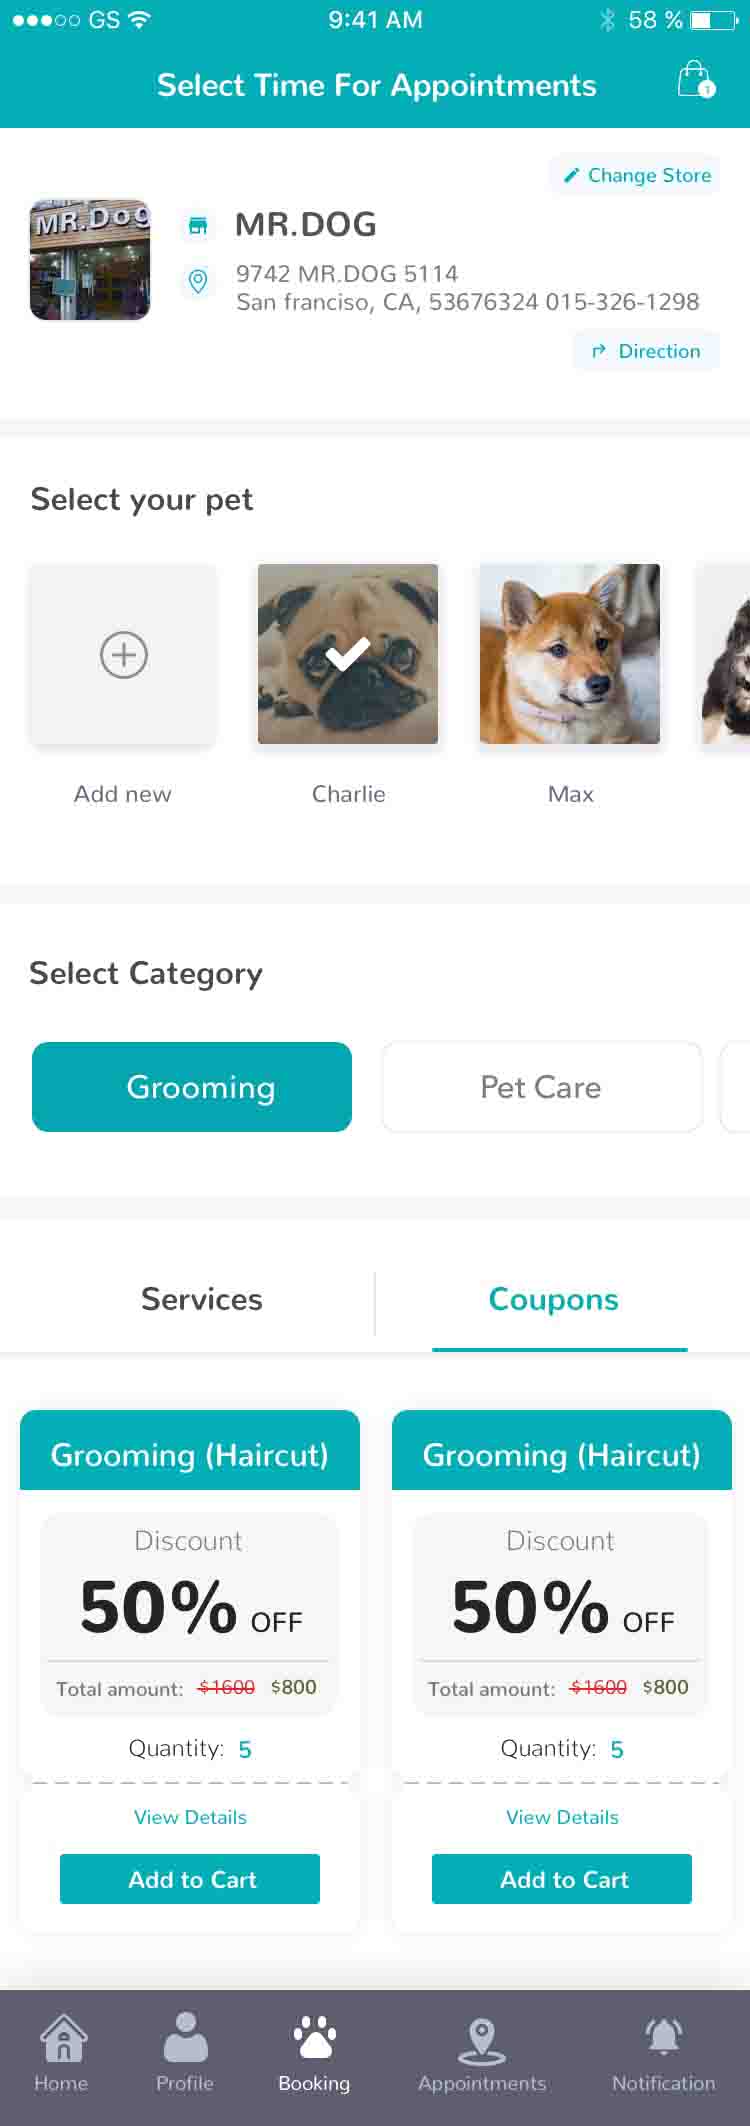 GS 9:41 AM 58 %
Select Time For Appointments
1
Change Store
MR.Dog
MR.DOG
9742 MR.DOG 5114
San franciso, CA, 53676324 015-326-1298
Direction
Select your pet
Add new Charlie Max
Select Category
Grooming Pet Care
Services Coupons
Grooming (Haircut) Grooming (Haircut)
Discount Discount
50% OFF 50% OFF
Total amount: $1600 $800 Total amount: $1600 $800
Quantity: 5 Quantity: 5
View Details View Details
Add to Cart Add to Cart
Home Profile Booking Appointments Notification